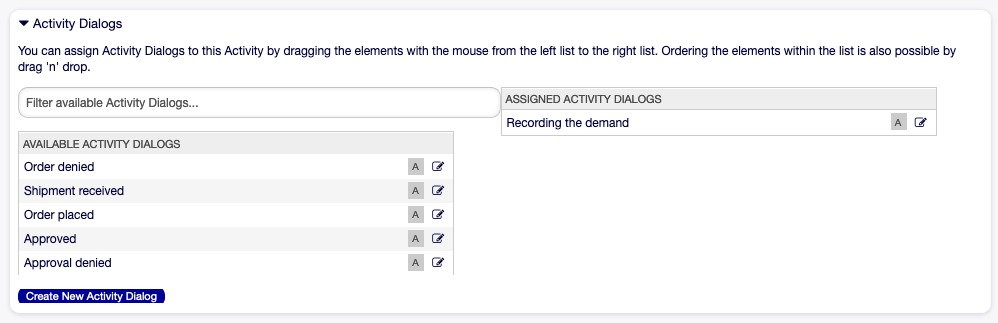 Activity Dialogs
You can assign Activity Dialogs to this Activity by dragging the elements with the mouse from the left list to the right list. Ordering the elements within the list is also possible by
drag 'n' drop.
Filter available Activity Dialogs...
AVAILABLE ACTIVITY DIALOGS
Order denied A
Shipment received A
Order placed A
Approved A
Approval denied A
ASSIGNED ACTIVITY DIALOGS
Recording the demand A
Create New Activity Dialog